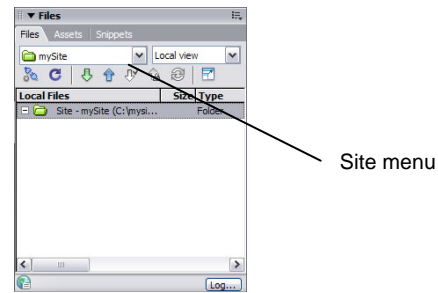 Files
Files Assets Snippets
mySite Local view
Local Files Size Type
Site - mySite (C:\mysi... Folder
Site menu
Log...